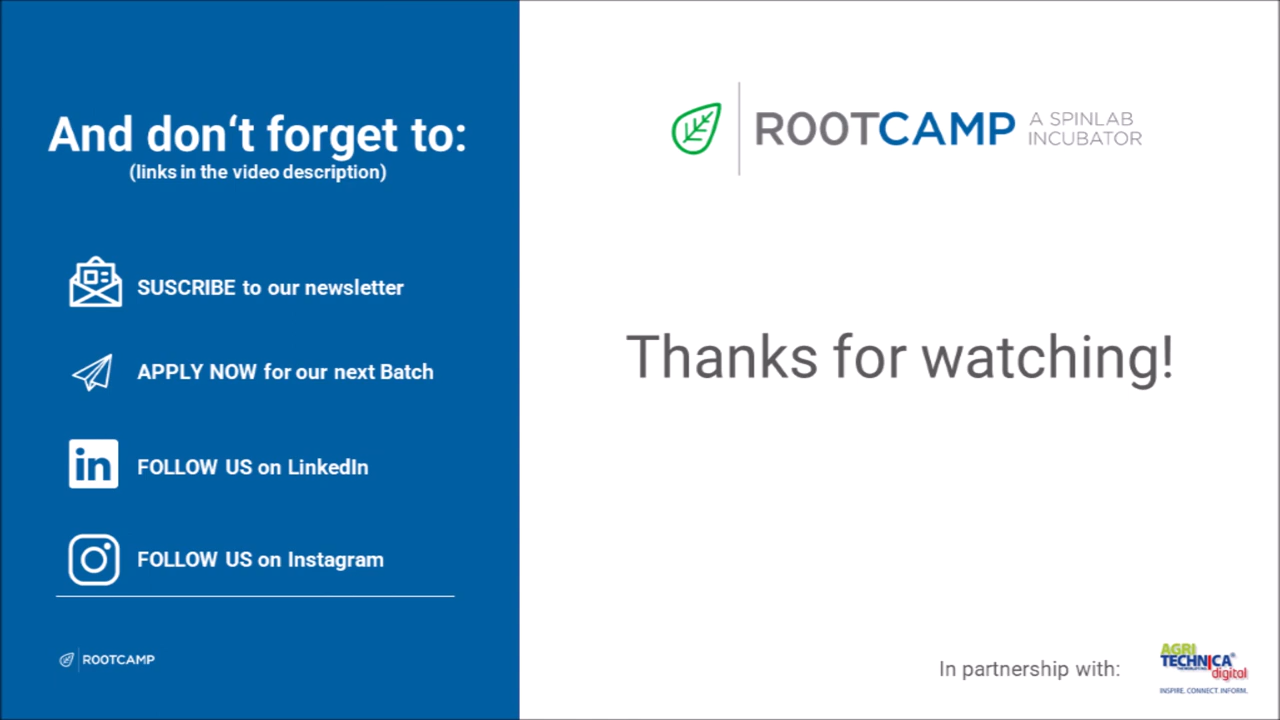 And don‘t forget to:
(links in the video description)
SUSCRIBE to our newsletter
APPLY NOW for our next Batch
in FOLLOW US on LinkedIn
FOLLOW US on Instagram
ROOTCAMP
ROOTCAMP
A SPINLAB
INCUBATOR
Thanks for watching!
In partnership with:
AGRI
TECHNICA®
digital
INSPIRE. CONNECT. INFORM.